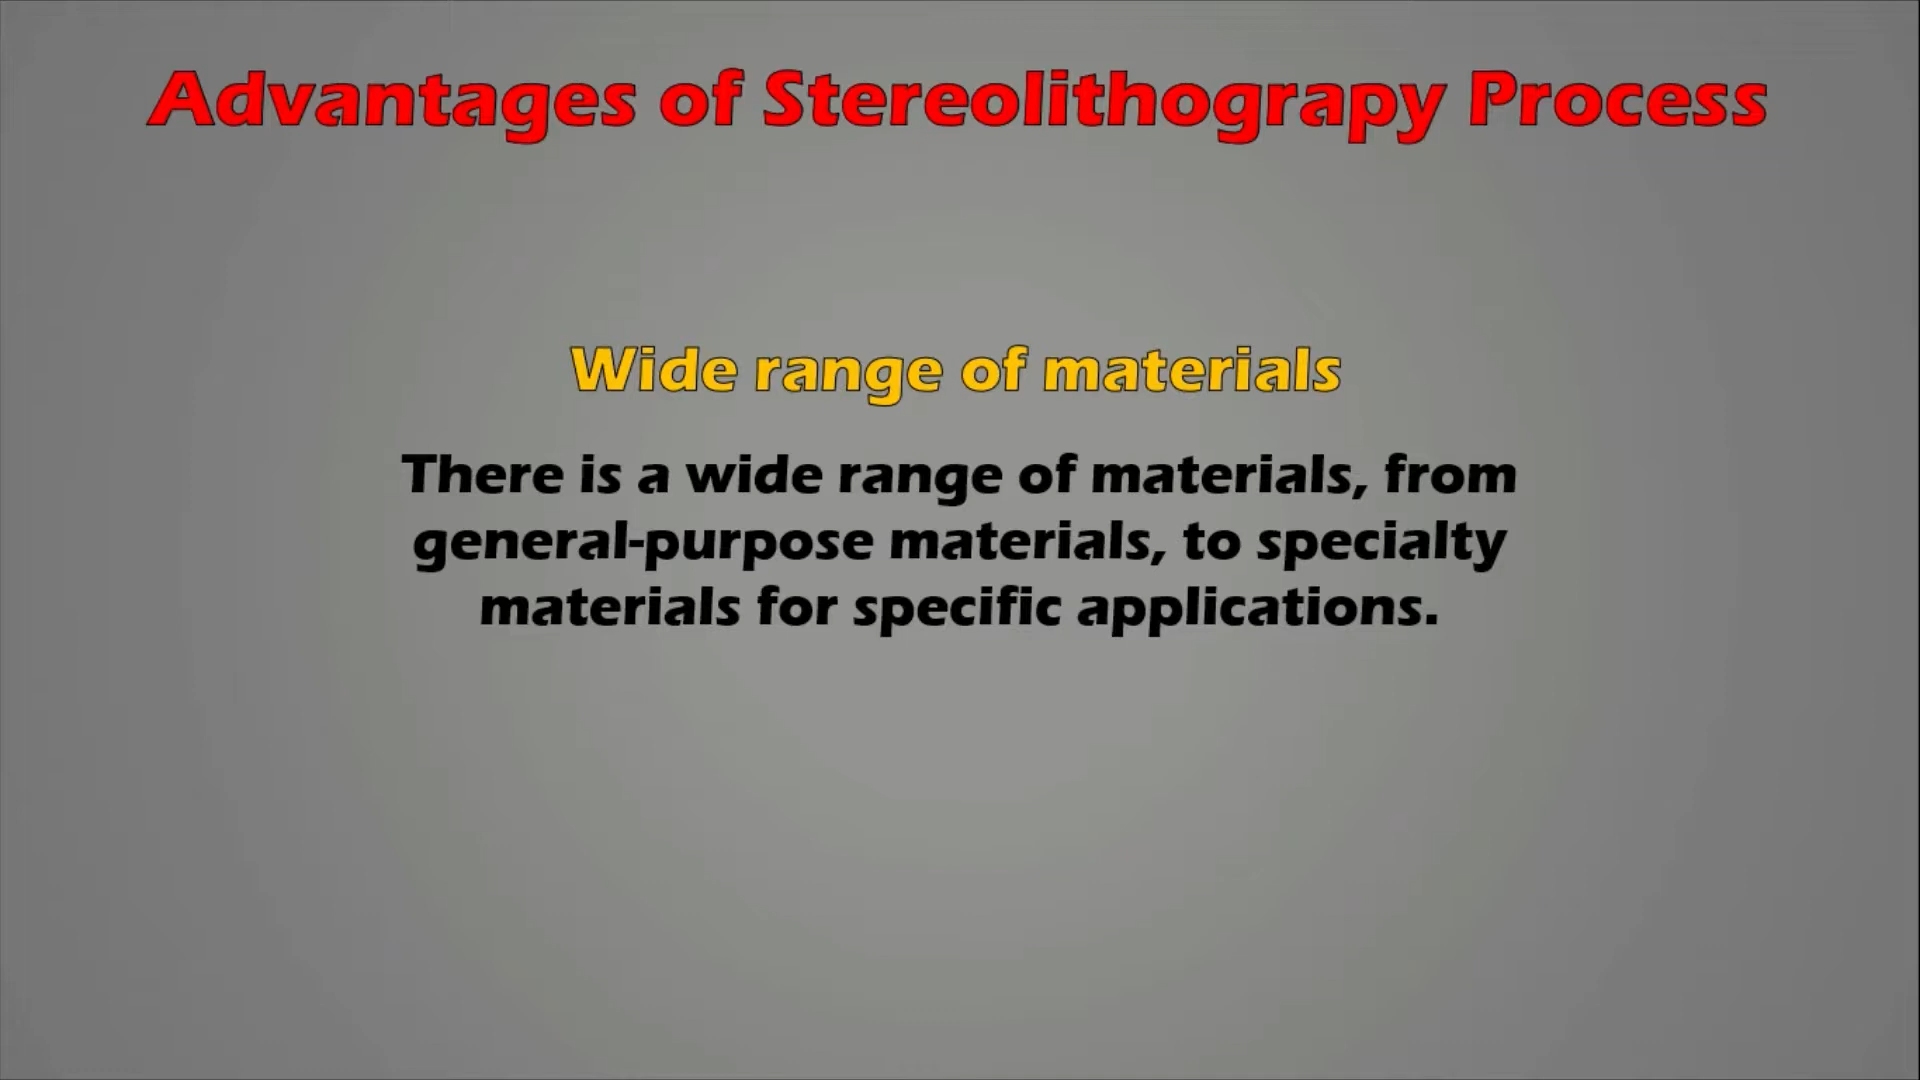 Advantages of Stereolithograpy Process
Wide range of materials
There is a wide range of materials, from
general-purpose materials, to specialty
materials for specific applications.